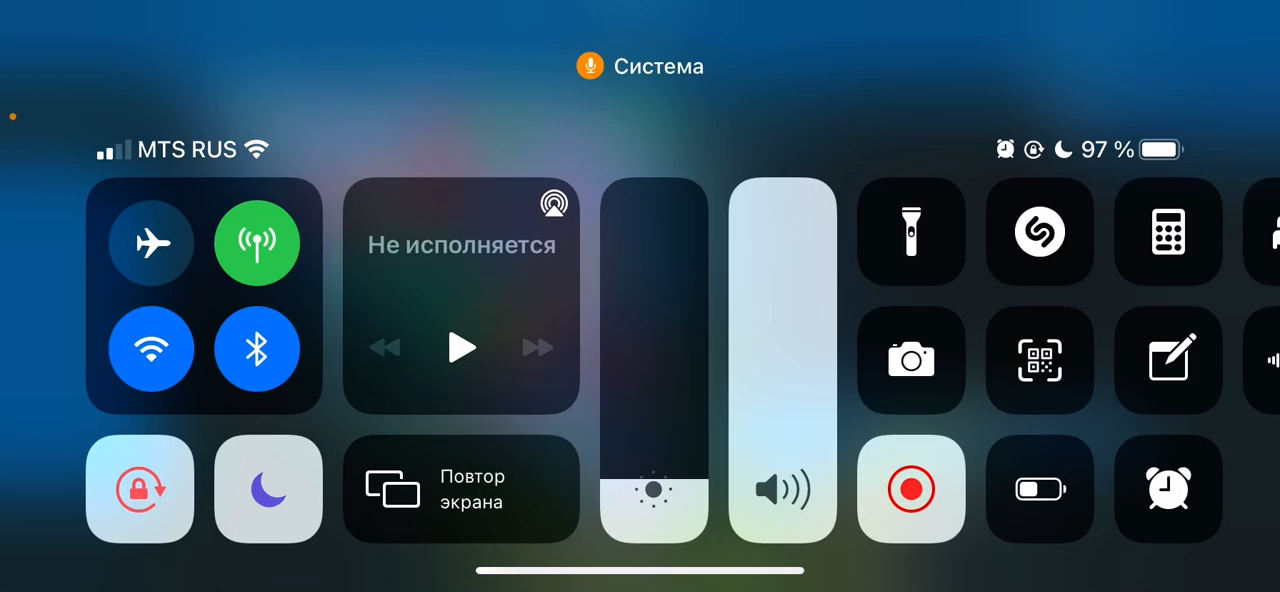 Система
MTS RUS
97 %
Не исполняется
Повтор
экрана